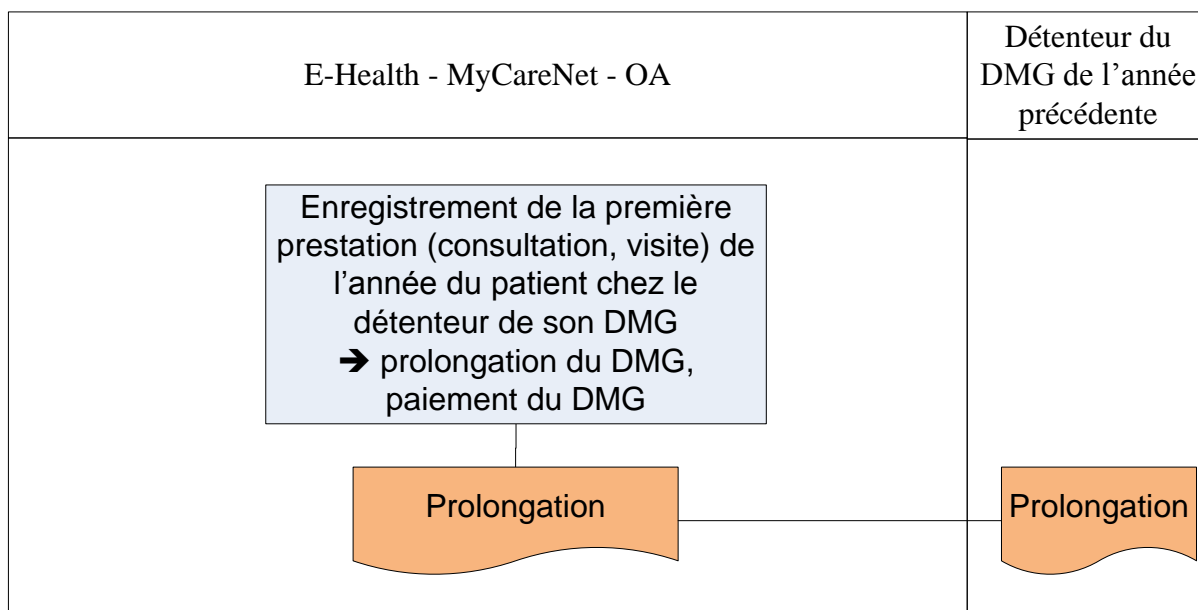 E-Health - MyCareNet - OA
Détenteur du
DMG de l’année
précédente
Enregistrement de la première
prestation (consultation, visite) de
l’année du patient chez le
détenteur de son DMG
➔ prolongation du DMG,
paiement du DMG
Prolongation
Prolongation